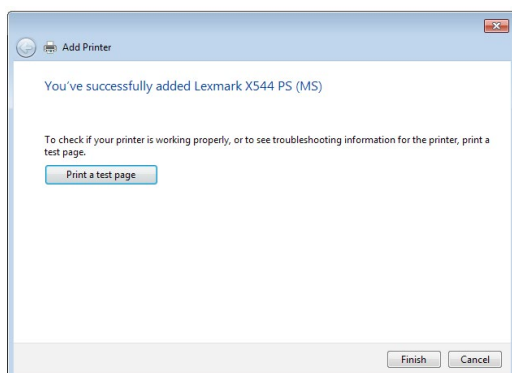 Add Printer
You've successfully added Lexmark X544 PS (MS)
To check if your printer is working properly, or to see troubleshooting information for the printer, print a
test page.
Print a test page
Finish Cancel